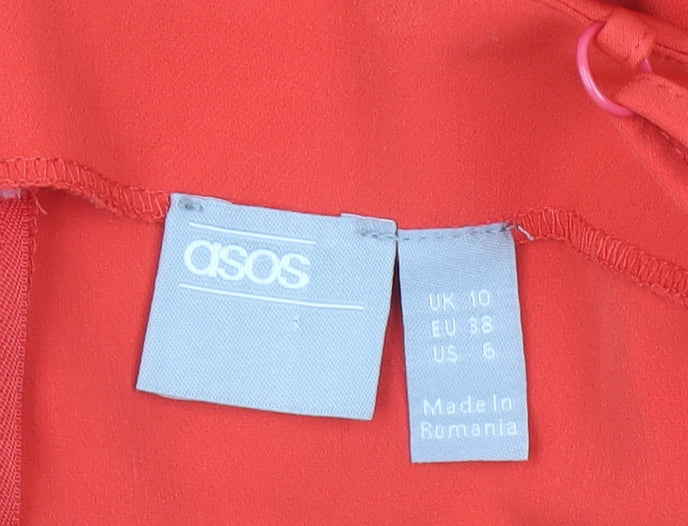 asos
UK 10
EU 38
US 6
Made In
Romania